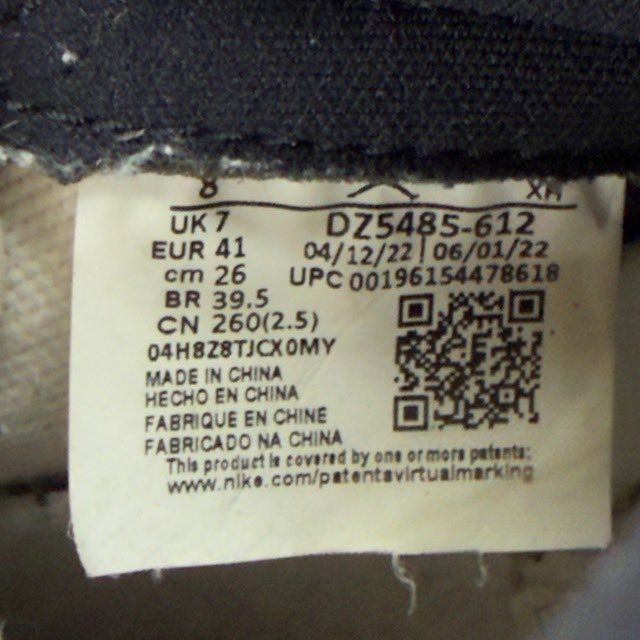 8 XH
UK 7 DZ5485-612
EUR 41 04/12/22 06/01/22
cm 26 UPC 00196154478618
BR 39.5
CN 260(2.5)
04H8Z8TJCX0MY
MADE IN CHINA
HECHO EN CHINA
FABRIQUE EN CHINE
FABRICADO NA CHINA
This product is covered by one or more patents:
www.nike.com/patentsvirtualmarking